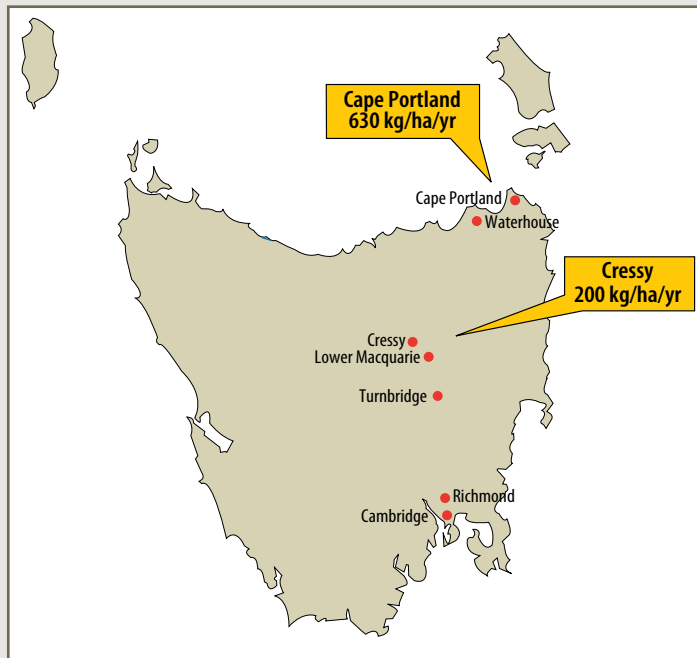 Cape Portland
630 kg/ha/yr
Cape Portland
Waterhouse
Cressy
200 kg/ha/yr
Cressy
Lower Macquarie
Turnbridge
Richmond
Cambridge